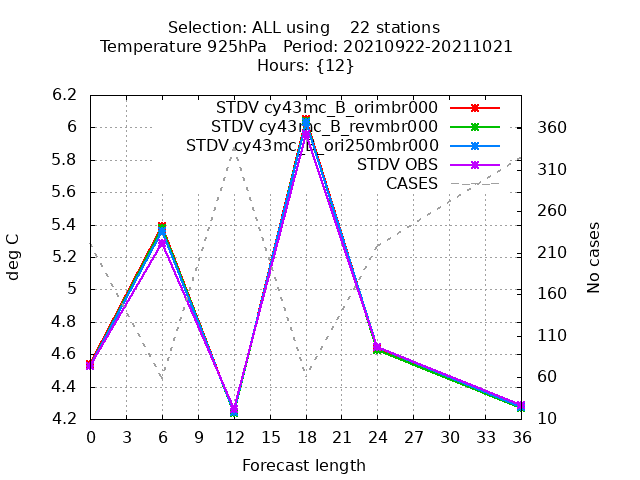 Selection: ALL using    22 stations
Temperature 925hPa   Period: 20210922-20211021
Hours: {12}
STDV cy43mc_B_orimbr000
STDV cy43mc_B_revmbr000
STDV cy43mc_B_ori250mbr000
STDV OBS
CASES
6.2
6
5.8
5.6
5.4
5.2
5
4.8
4.6
4.4
4.2
deg C
360
310
260
210
160
110
60
10
No cases
0 3 6 9 12 15 18 21 24 27 30 33 36
Forecast length